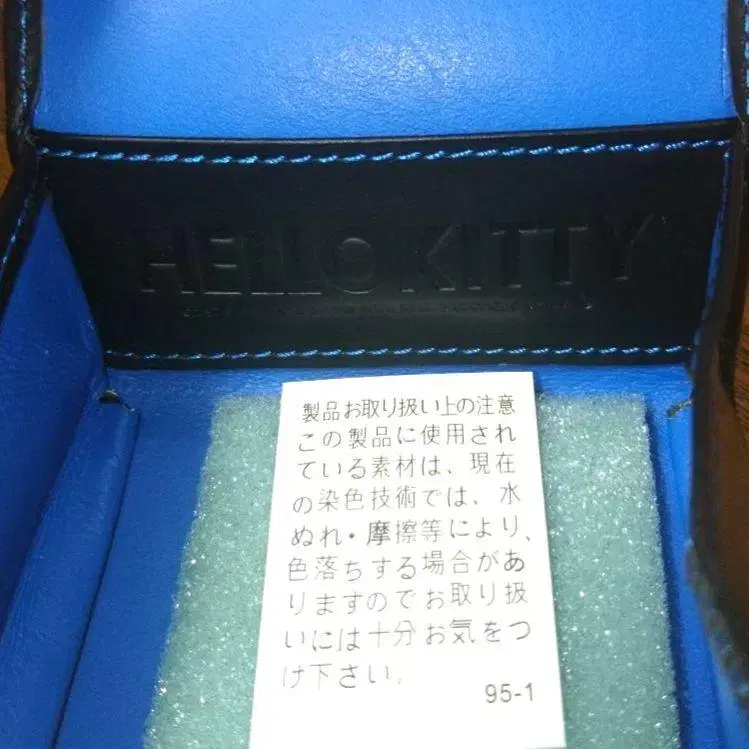 HELLO KITTY
製品お取り扱い上の注意
この製品に使用され
ている素材は、現在
の染色技術では、水
ぬれ・摩擦等により、
色落ちする場合があ
りますのでお取り扱
いには十分お気をつ
け下さい。
95-1